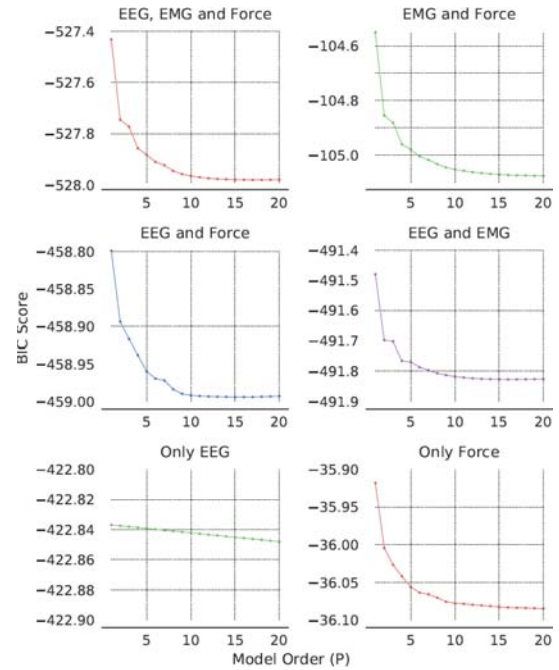 EEG, EMG and Force
−527.4
−527.6
−527.8
−528.0
5 10 15 20
EMG and Force
−104.6
−104.8
−105.0
5 10 15 20
EEG and Force
−458.80
−458.85
−458.90
−458.95
−459.00
5 10 15 20
EEG and EMG
−491.4
−491.5
−491.6
−491.7
−491.8
−491.9
5 10 15 20
BIC Score
Only EEG
−422.80
−422.82
−422.84
−422.86
−422.88
−422.90
5 10 15 20
Only Force
−35.90
−35.95
−36.00
−36.05
−36.10
5 10 15 20
Model Order (P)